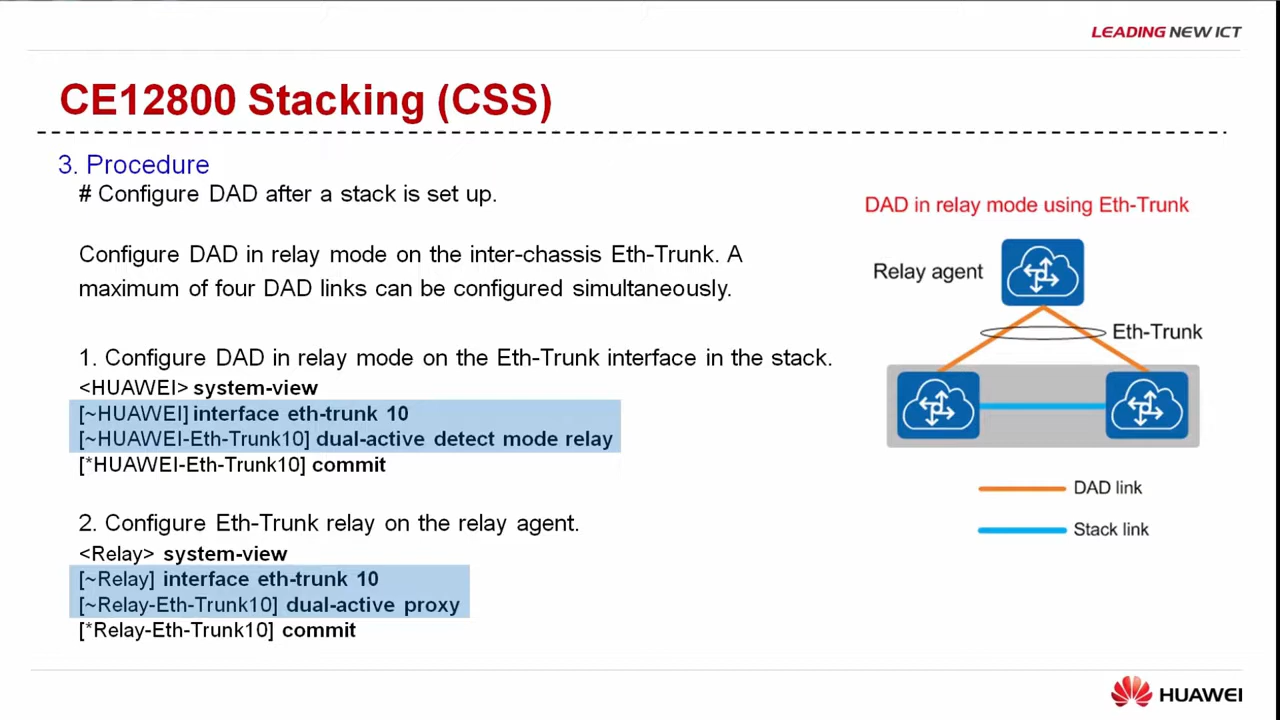 LEADING NEW ICT
CE12800 Stacking (CSS)
3. Procedure
# Configure DAD after a stack is set up.
Configure DAD in relay mode on the inter-chassis Eth-Trunk. A
maximum of four DAD links can be configured simultaneously.
1. Configure DAD in relay mode on the Eth-Trunk interface in the stack.
<HUAWEI> system-view
[~HUAWEI] interface eth-trunk 10
[~HUAWEI-Eth-Trunk10] dual-active detect mode relay
[*HUAWEI-Eth-Trunk10] commit
2. Configure Eth-Trunk relay on the relay agent.
<Relay> system-view
[~Relay] interface eth-trunk 10
[~Relay-Eth-Trunk10] dual-active proxy
[*Relay-Eth-Trunk10] commit
DAD in relay mode using Eth-Trunk
Relay agent
Eth-Trunk
DAD link
Stack link
HUAWEI